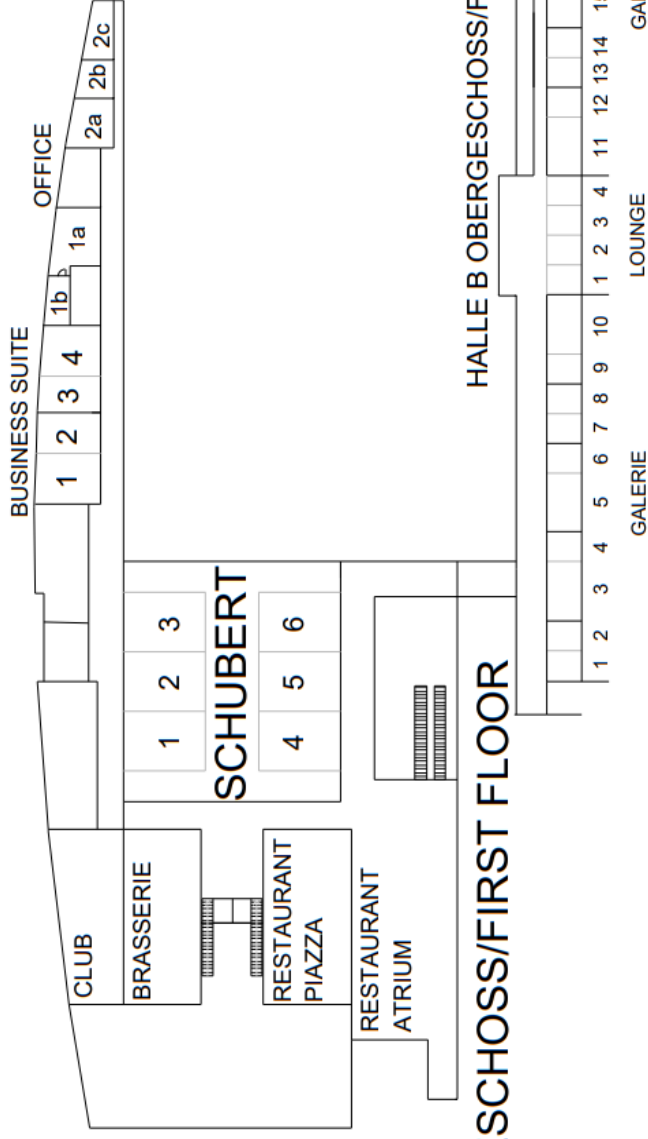 OFFICE
2a 2b 2c
1b 1a
BUSINESS SUITE
1 2 3 4
SCHUBERT
1 2 3
4 5 6
CLUB
BRASSERIE
RESTAURANT
PIAZZA
RESTAURANT
ATRIUM
SCHOSS/FIRST FLOOR
HALLE B OBERGESCHOSS/F
1 2 3 4 5 6 7 8 9 10
GALERIE
1 2 3 4
LOUNGE
11 12 13 14 15
GAL